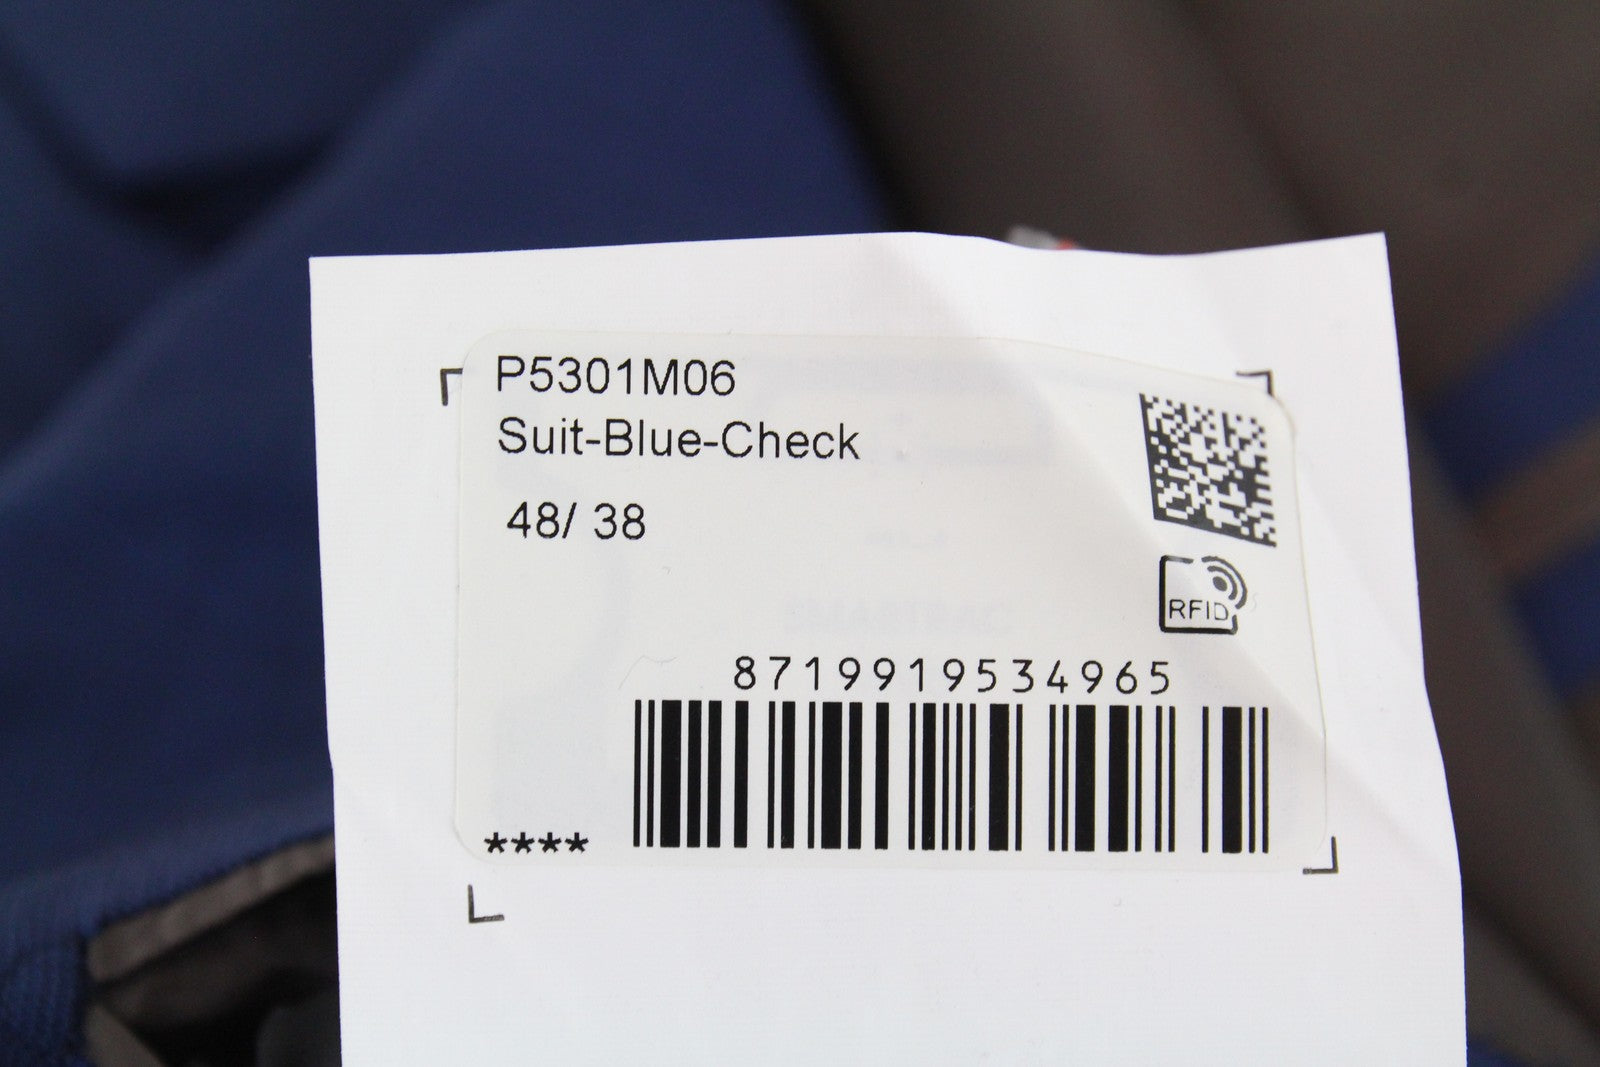 P5301M06
Suit-Blue-Check
48/ 38
RFID
8719919534965
****